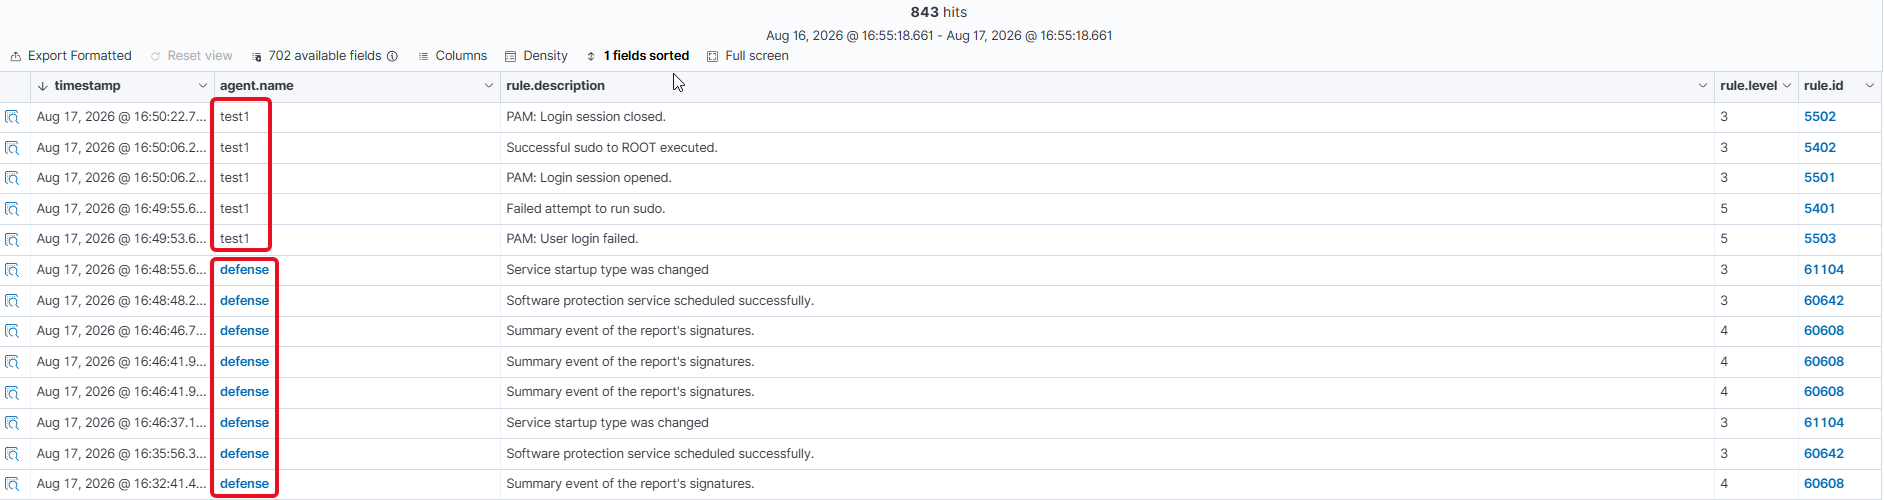 843 hits
Aug 16, 2026 @ 16:55:18.661 - Aug 17, 2026 @ 16:55:18.661
Export Formatted Reset view 702 available fields Columns Density 1 fields sorted Full screen
timestamp agent.name rule.description rule.level rule.id
Aug 17, 2026 @ 16:50:22.7... test1 PAM: Login session closed. 3 5502
Aug 17, 2026 @ 16:50:06.2... test1 Successful sudo to ROOT executed. 3 5402
Aug 17, 2026 @ 16:50:06.2... test1 PAM: Login session opened. 3 5501
Aug 17, 2026 @ 16:49:55.6... test1 Failed attempt to run sudo. 5 5401
Aug 17, 2026 @ 16:49:53.6... test1 PAM: User login failed. 5 5503
Aug 17, 2026 @ 16:48:55.6... defense Service startup type was changed 3 61104
Aug 17, 2026 @ 16:48:48.2... defense Software protection service scheduled successfully. 3 60642
Aug 17, 2026 @ 16:46:46.7... defense Summary event of the report's signatures. 4 60608
Aug 17, 2026 @ 16:46:41.9... defense Summary event of the report's signatures. 4 60608
Aug 17, 2026 @ 16:46:41.9... defense Summary event of the report's signatures. 4 60608
Aug 17, 2026 @ 16:46:37.1... defense Service startup type was changed 3 61104
Aug 17, 2026 @ 16:35:56.3... defense Software protection service scheduled successfully. 3 60642
Aug 17, 2026 @ 16:32:41.4... defense Summary event of the report's signatures. 4 60608